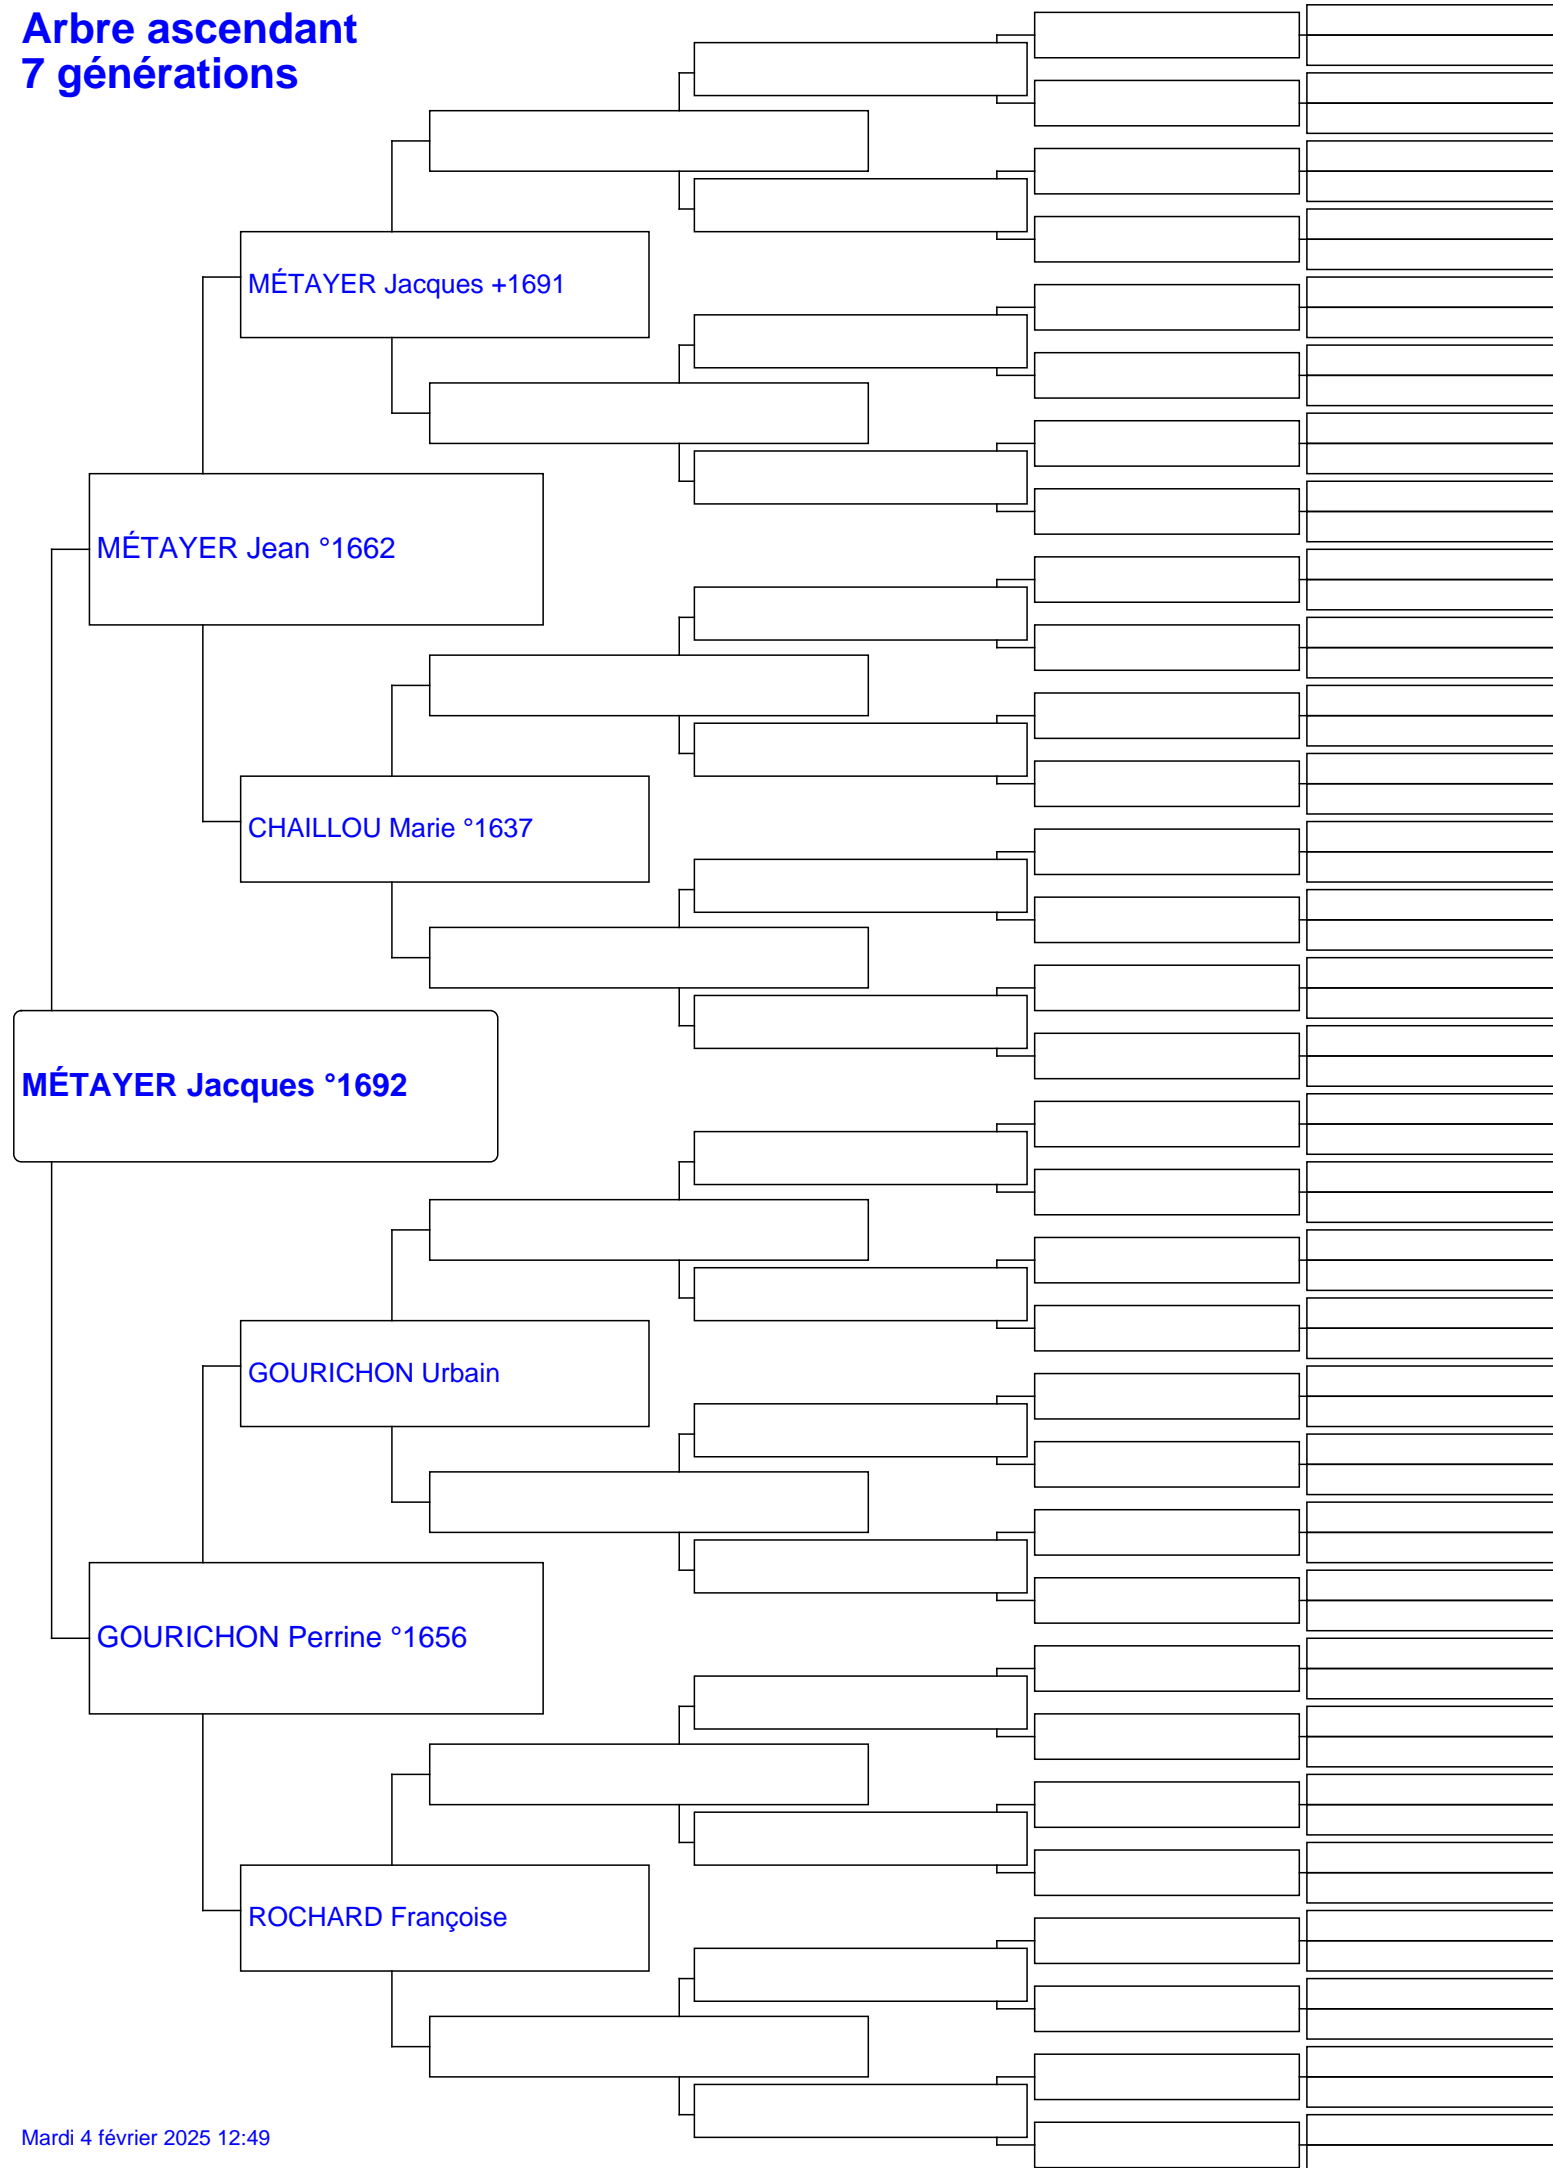 Arbre ascendant
7 générations
MÉTAYER Jacques +1691
MÉTAYER Jean °1662
CHAILLOU Marie °1637
MÉTAYER Jacques °1692
GOURICHON Urbain
GOURICHON Perrine °1656
ROCHARD Françoise
Mardi 4 février 2025 12:49